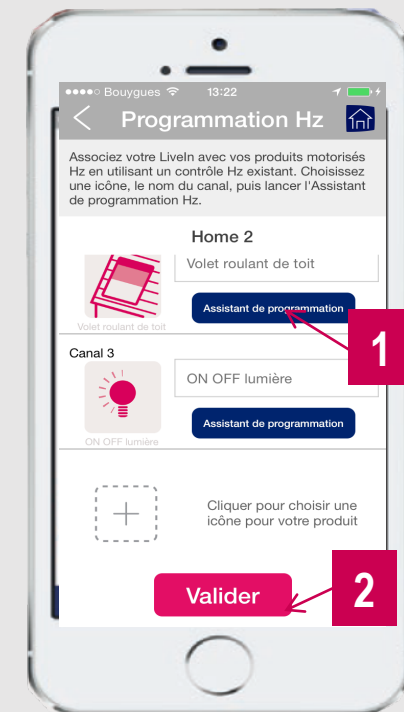 Bouygues 13:22
Programmation Hz
Associez votre LiveIn avec vos produits motorisés
Hz en utilisant un contrôle Hz existant. Choisissez
une icône, le nom du canal, puis lancer l'Assistant
de programmation Hz.
Home 2
Volet roulant de toit
Assistant de programmation
Volet roulant de toit
1
Canal 3
ON OFF lumière
Assistant de programmation
ON OFF lumière
Cliquer pour choisir une
icône pour votre produit
Valider
2